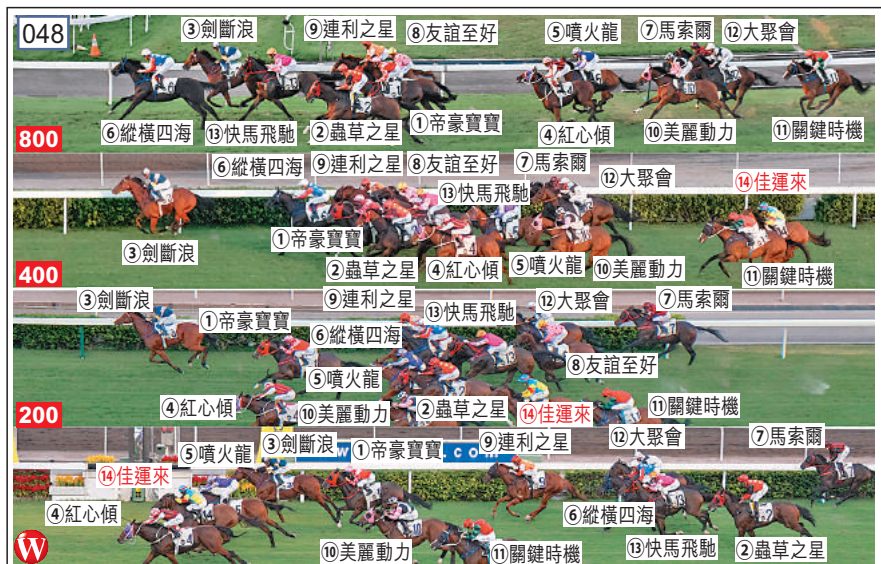 048
③劍斷浪 ⑨連利之星 ⑧友誼至好 ⑤噴火龍 ⑦馬索爾 ⑫大聚會
800 ⑥縱橫四海 ⑬快馬飛馳 ②蟲草之星 ①帝豪寶寶 ④紅心傾 ⑩美麗動力 ⑪關鍵時機
⑥縱橫四海 ⑨連利之星 ⑧友誼至好 ⑦馬索爾
⑬快馬飛馳 ⑫大聚會 ⑭佳運來
③劍斷浪 ①帝豪寶寶
400 ②蟲草之星 ④紅心傾 ⑤噴火龍 ⑩美麗動力 ⑪關鍵時機
③劍斷浪 ①帝豪寶寶 ⑨連利之星 ⑬快馬飛馳 ⑫大聚會 ⑦馬索爾
⑥縱橫四海 ⑧友誼至好
⑤噴火龍
200 ④紅心傾 ⑩美麗動力 ②蟲草之星 ⑭佳運來 ⑪關鍵時機
⑤噴火龍 ③劍斷浪 ①帝豪寶寶 ⑨連利之星 ⑫大聚會 ⑦馬索爾
⑭佳運來
④紅心傾 ⑥縱橫四海
W ⑩美麗動力 ⑪關鍵時機 ⑬快馬飛馳 ②蟲草之星